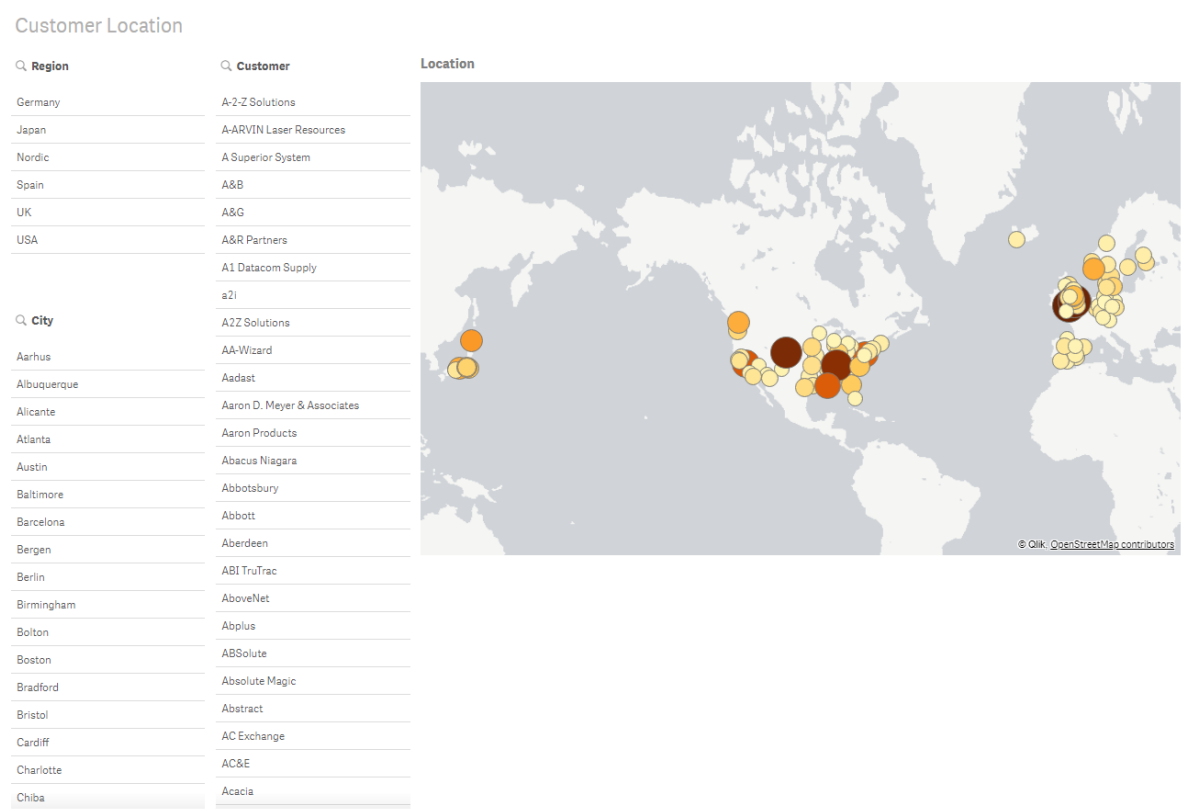 Customer Location
Region
Germany
Japan
Nordic
Spain
UK
USA
City
Aarhus
Albuquerque
Alicante
Atlanta
Austin
Baltimore
Barcelona
Bergen
Berlin
Birmingham
Bolton
Boston
Bradford
Bristol
Cardiff
Charlotte
Chiba
Customer
A-2-Z Solutions
A-ARVIN Laser Resources
A Superior System
A&B
A&G
A&R Partners
A1 Datacom Supply
a2i
A2Z Solutions
AA-Wizard
Aadast
Aaron D. Meyer & Associates
Aaron Products
Abacus Niagara
Abbotsbury
Abbott
Aberdeen
ABI TruTrac
AboveNet
Abplus
ABSolute
Absolute Magic
Abstract
AC Exchange
AC&E
Acacia
Location
© Qlik, OpenStreetMap contributors